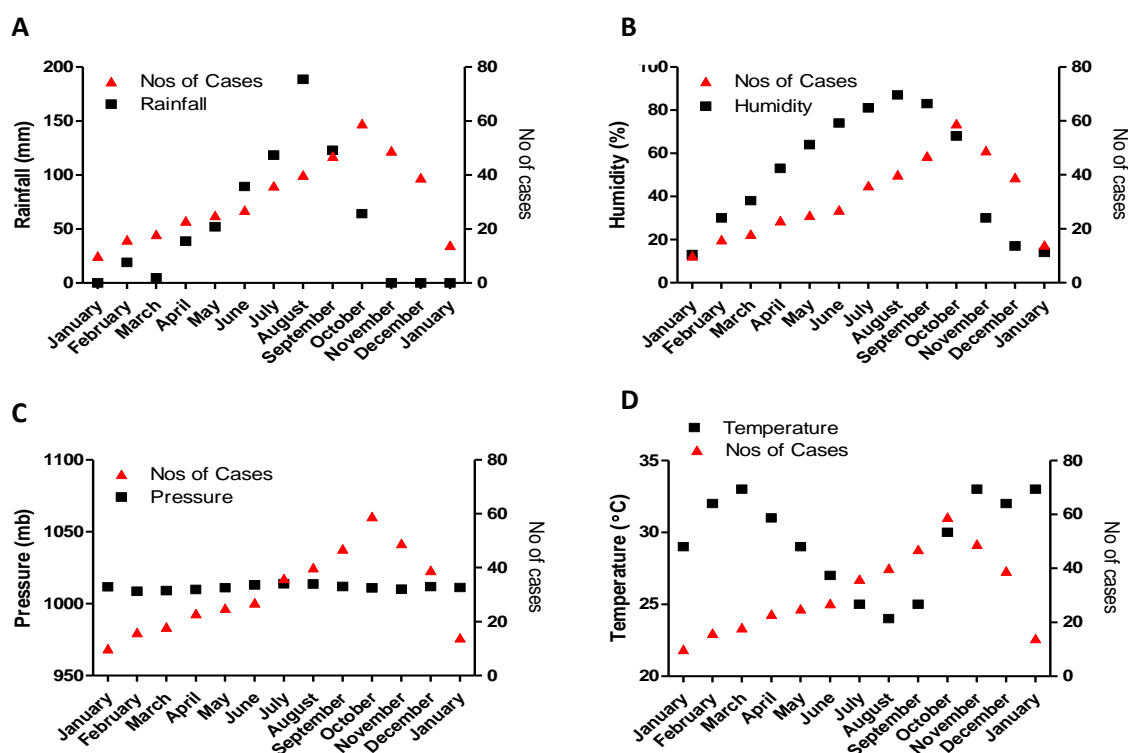 A
Nos of Cases
Rainfall
200
150
100
50
0
80
60
40
20
0
Rainfall (mm)
No of cases
January
February
March
April
May
June
July
August
September
October
November
December
January
B
Nos of Cases
Humidity
100
80
60
40
20
0
80
60
40
20
0
Humidity (%)
No of cases
January
February
March
April
May
June
July
August
September
October
November
December
January
C
Nos of Cases
Pressure
1100
1050
1000
950
80
60
40
20
0
Pressure (mb)
No of cases
January
February
March
April
May
June
July
August
September
October
November
December
January
D
Temperature
Nos of Cases
35
30
25
20
80
60
40
20
0
Temperature (°C)
No of cases
January
February
March
April
May
June
July
August
September
October
November
December
January